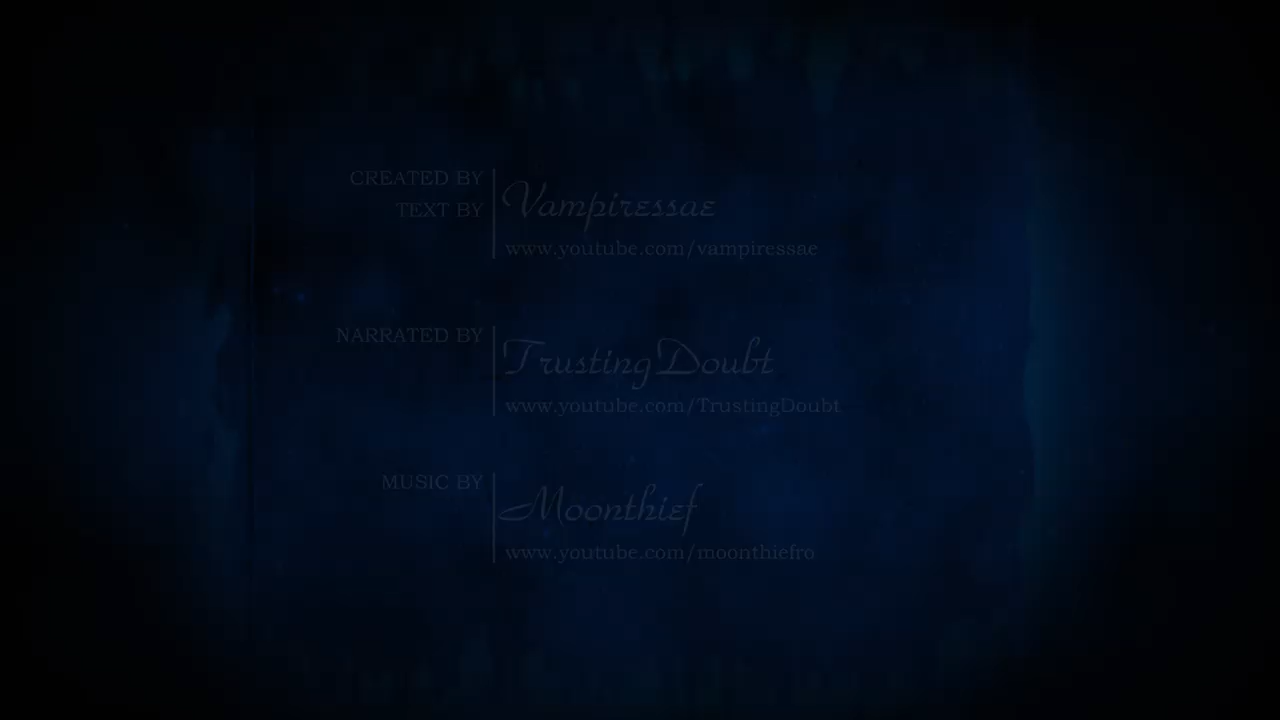 CREATED BY
TEXT BY
Vampiressae
www.youtube.com/vampiressae
NARRATED BY
TrustingDoubt
www.youtube.com/TrustingDoubt
MUSIC BY
Moonthief
www.youtube.com/moonthiefro